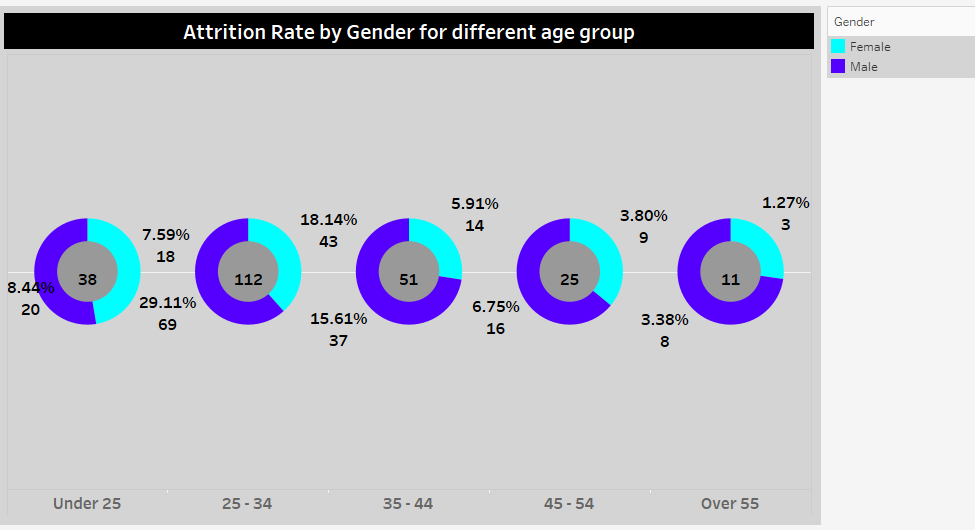 Attrition Rate by Gender for different age group
Gender
Female
Male
7.59%
18
8.44%
20
38
18.14%
43
29.11%
69
112
5.91%
14
15.61%
37
51
3.80%
9
6.75%
16
25
1.27%
3
3.38%
8
11
Under 25
25 - 34
35 - 44
45 - 54
Over 55